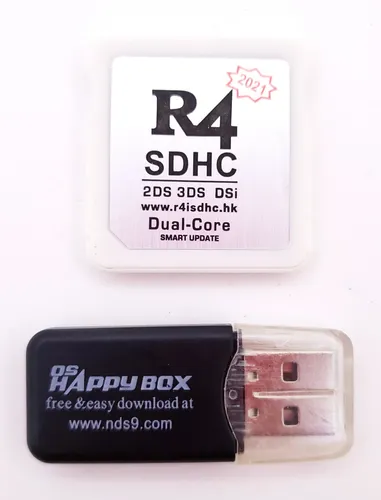 2021
R4
SDHC
2DS 3DS DSi
www.r4isdhc.hk
Dual-Core
SMART UPDATE
QS
HAPPY BOX
free &easy download at
www.nds9.com